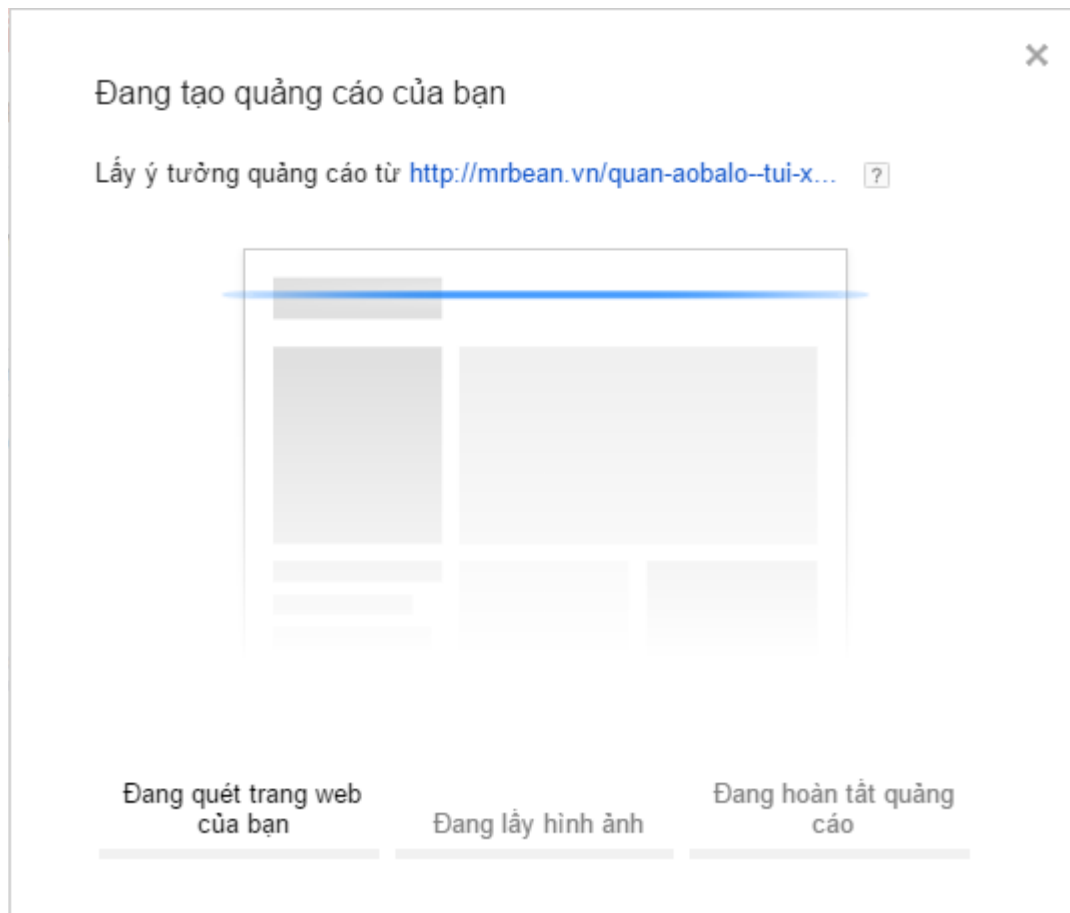 Đang tạo quảng cáo của bạn
Lấy ý tưởng quảng cáo từ http://mrbean.vn/quan-aobalo--tui-x... ?
Đang quét trang web
của bạn
Đang lấy hình ảnh
Đang hoàn tất quảng
cáo